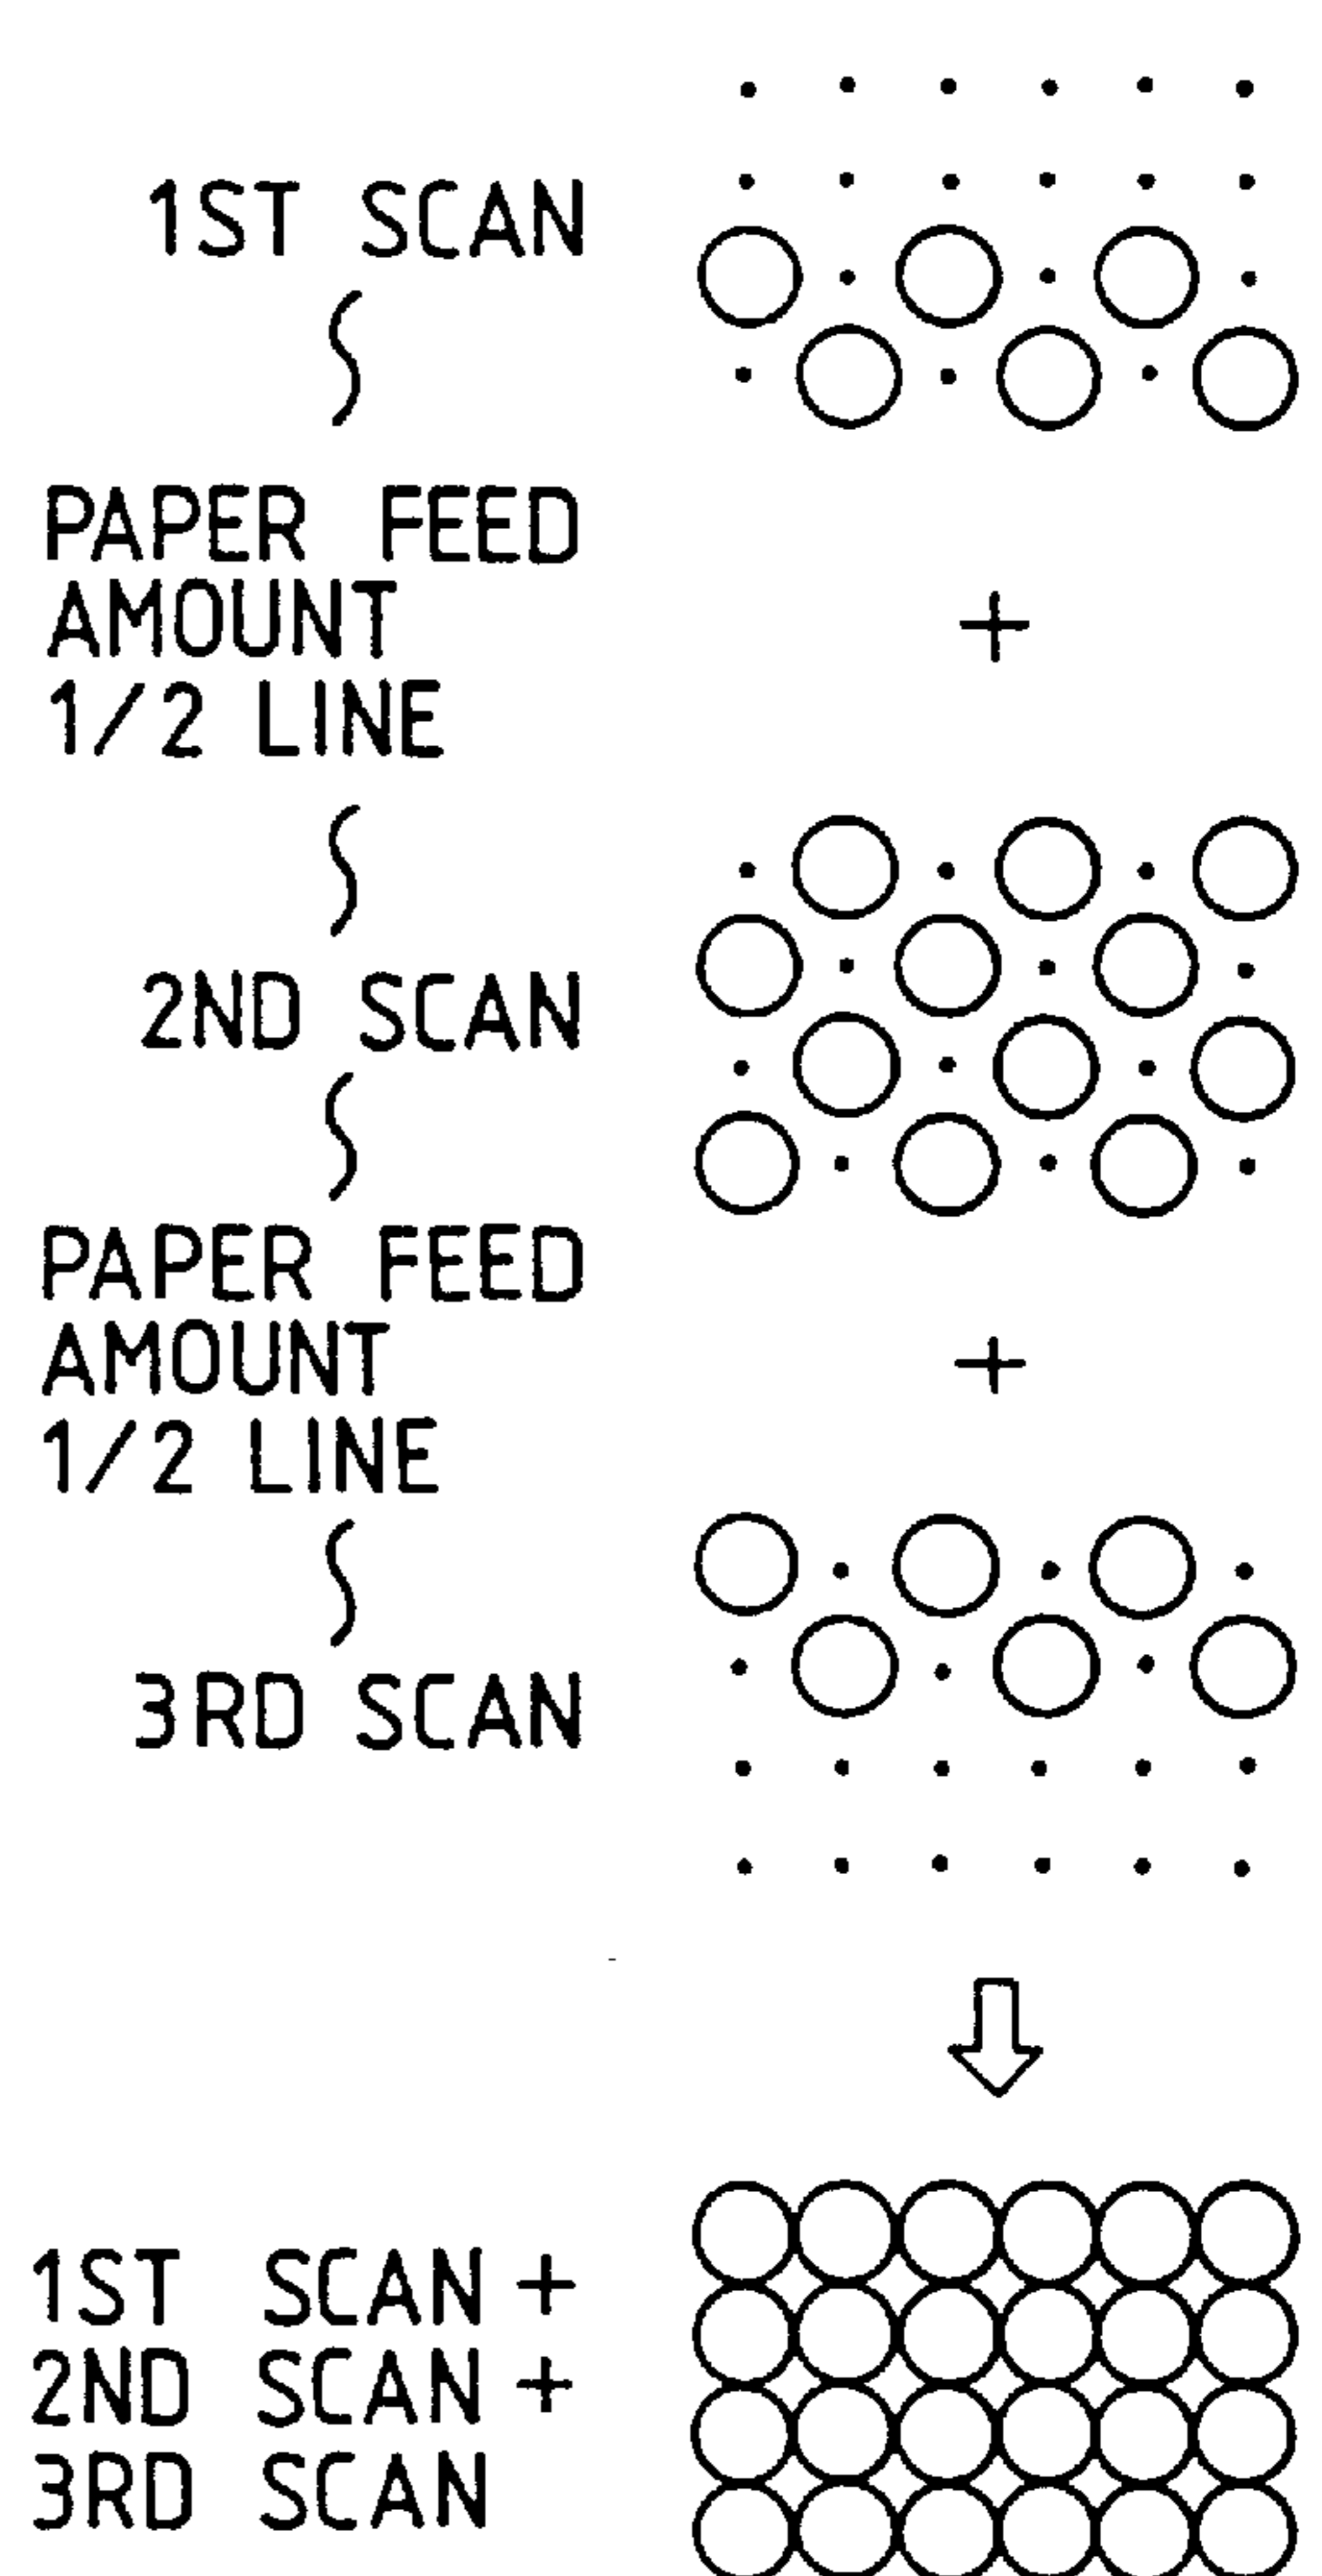 1ST SCAN
PAPER FEED
AMOUNT
1/2 LINE
+
2ND SCAN
PAPER FEED
AMOUNT
1/2 LINE
+
3RD SCAN
1ST SCAN +
2ND SCAN +
3RD SCAN